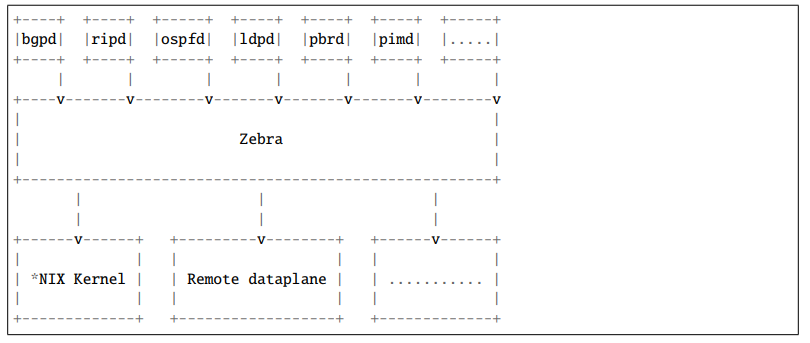 +----+  +----+  +-----+  +----+  +----+  +----+  +-----+
|bgpd|  |ripd|  |ospfd|  |ldpd|  |pbrd|  |pimd|  |.....|
+----+  +----+  +-----+  +----+  +----+  +----+  +-----+
     |       |        |       |       |       |        |
+----v-------v--------v-------v-------v-------v--------v
|                                                      |
|                         Zebra                        |
|                                                      |
+------------------------------------------------------+
       |                    |                   |
       |                    |                   |
+------v------+   +---------v--------+   +------v------+
|             |   |                  |   |             |
| *NIX Kernel |   | Remote dataplane |   | ........... |
|             |   |                  |   |             |
+-------------+   +------------------+   +-------------+